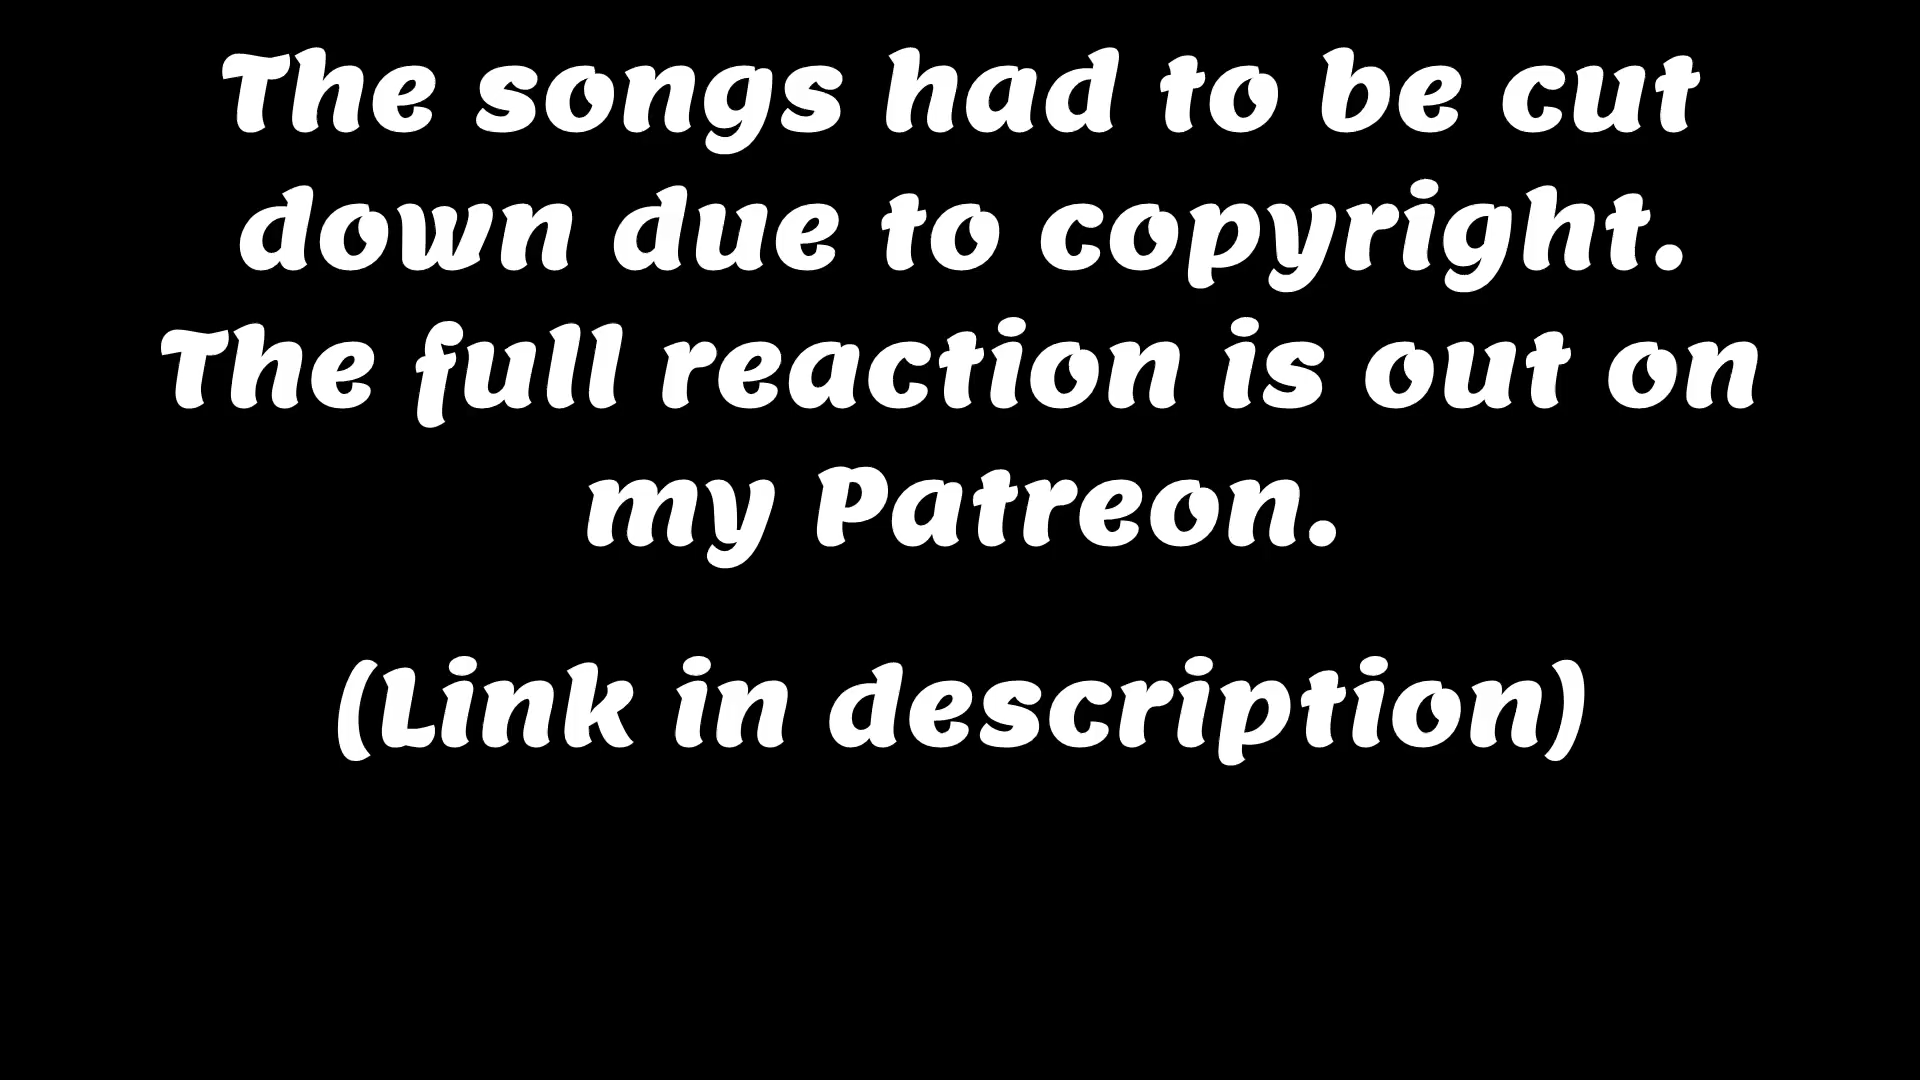 The songs had to be cut
down due to copyright.
The full reaction is out on
my Patreon.
(Link in description)